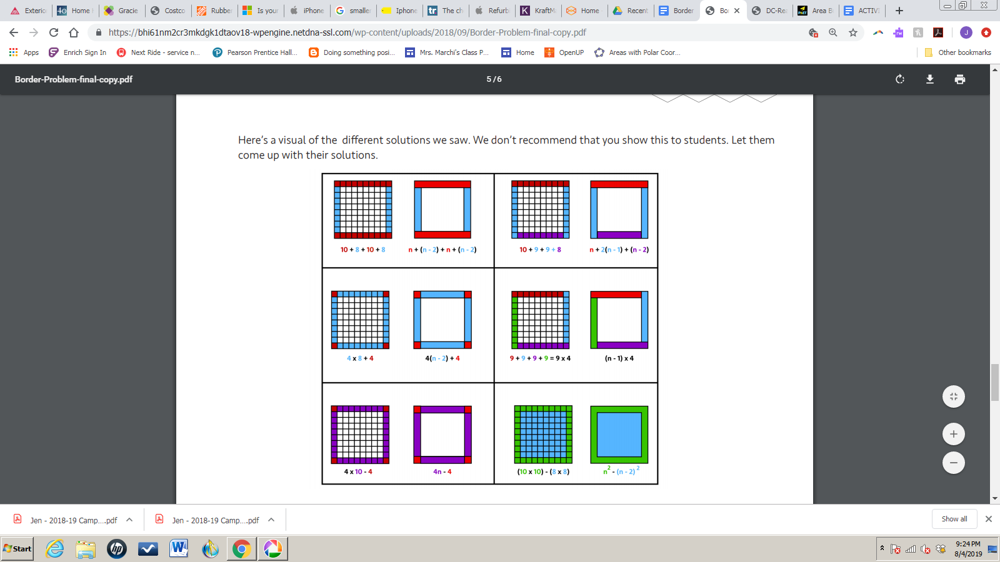 Exterio
Home
Gracie
Costco
Rubber
Is your
iPhone
smaller
Iphone
The ch
Refurbi
KraftM
Home
Recent
Border
Bor
DC-Re
Area B
ACTIVI
https://bhi61nm2cr3mkdgk1dtaov18-wpengine.netdna-ssl.com/wp-content/uploads/2018/09/Border-Problem-final-copy.pdf
Apps
Enrich Sign In
Next Ride - service n...
Pearson Prentice Hall...
Doing something posi...
Mrs. Marchi's Class P...
Home
OpenUP
Areas with Polar Coor...
Other bookmarks
Border-Problem-final-copy.pdf
5 / 6
Here's a visual of the different solutions we saw. We don't recommend that you show this to students. Let them
come up with their solutions.
10 + 8 + 10 + 8
n + (n - 2) + n + (n - 2)
10 + 9 + 9 + 8
n + 2(n - 1) + (n - 2)
4 x 8 + 4
4(n - 2) + 4
9 + 9 + 9 + 9 = 9 x 4
(n - 1) x 4
4 x 10 - 4
4n - 4
(10 x 10) - (8 x 8)
n² - (n - 2)²
Jen - 2018-19 Camp....pdf
Jen - 2018-19 Camp....pdf
Show all
Start
9:24 PM
8/4/2019